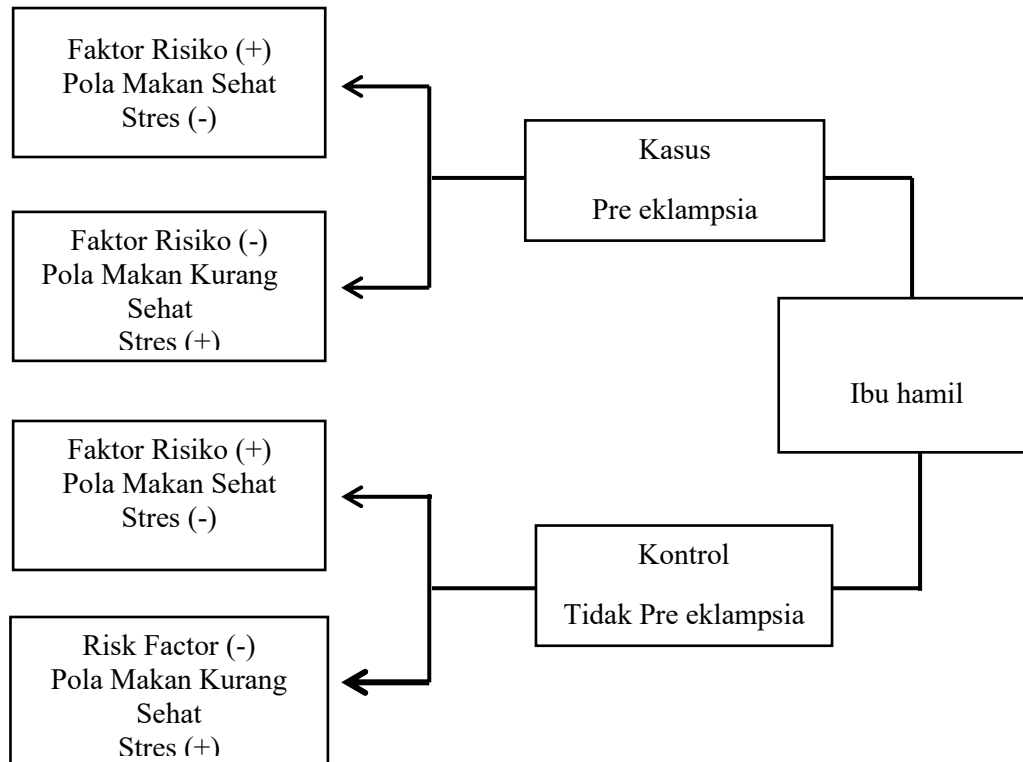 Faktor Risiko (+)
Pola Makan Sehat
Stres (-)
Kasus
Pre eklampsia
Faktor Risiko (-)
Pola Makan Kurang
Sehat
Stres (+)
Ibu hamil
Faktor Risiko (+)
Pola Makan Sehat
Stres (-)
Kontrol
Tidak Pre eklampsia
Risk Factor (-)
Pola Makan Kurang
Sehat
Stres (+)